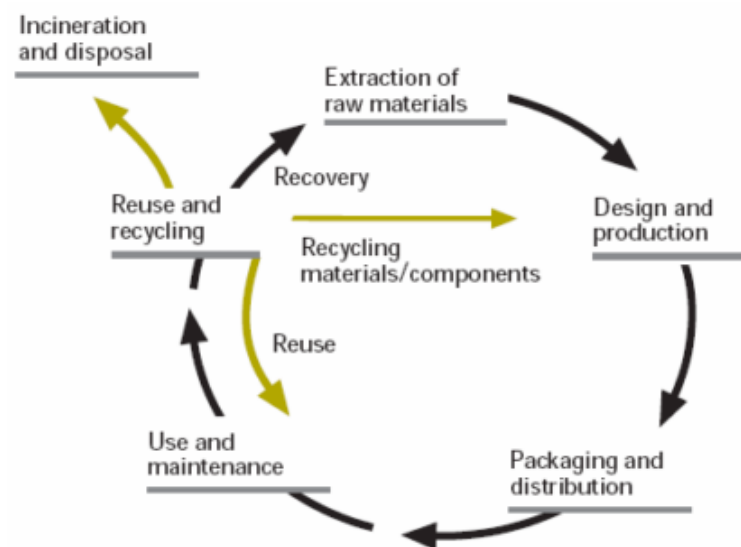 Incineration
and disposal
Extraction of
raw materials
Recovery
Reuse and
recycling
Design and
production
Recycling
materials/components
Reuse
Use and
maintenance
Packaging and
distribution